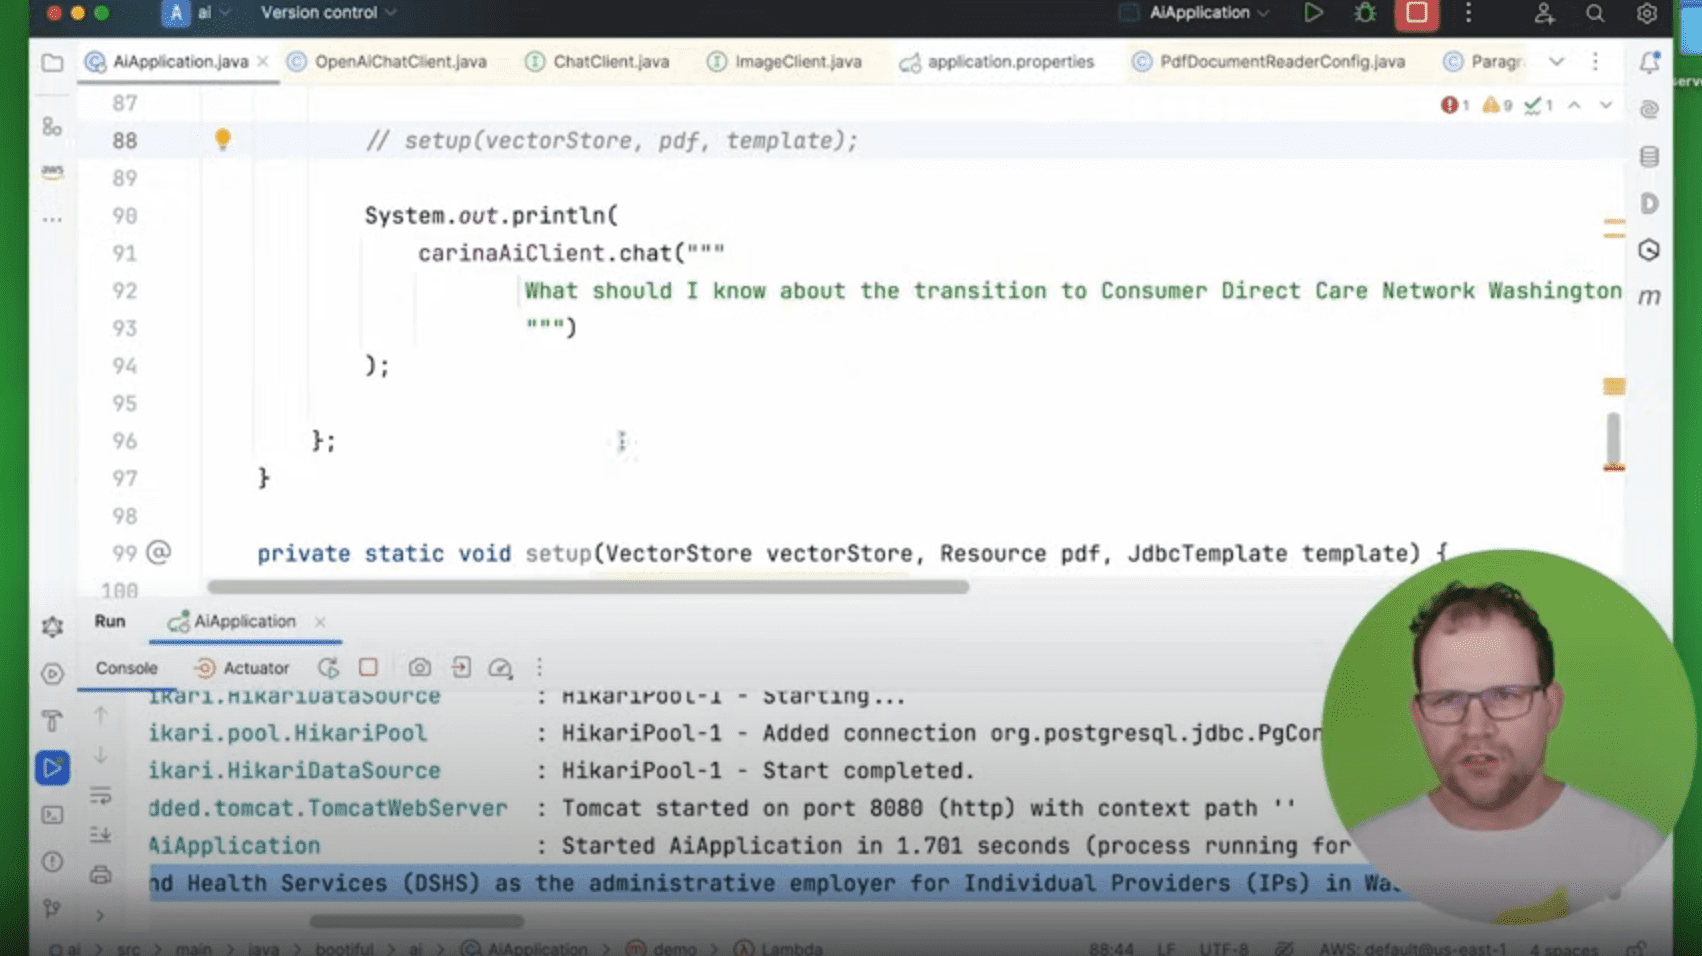 A ai Version control AiApplication
AiApplication.java OpenAiChatClient.java ChatClient.java ImageClient.java application.properties PdfDocumentReaderConfig.java Paragr
serve
87
1 9 1
88 // setup(vectorStore, pdf, template);
aws
89
90 System.out.println(
91 carinaAiClient.chat("""
92 What should I know about the transition to Consumer Direct Care Network Washington
93 """)
94 );
95
96 };
97 }
98
99 private static void setup(VectorStore vectorStore, Resource pdf, JdbcTemplate template) {
100
Run AiApplication
Console Actuator
ikari.HikariDataSource : HikariPool-1 - Starting...
ikari.pool.HikariPool : HikariPool-1 - Added connection org.postgresql.jdbc.PgCon
ikari.HikariDataSource : HikariPool-1 - Start completed.
dded.tomcat.TomcatWebServer : Tomcat started on port 8080 (http) with context path ''
AiApplication : Started AiApplication in 1.701 seconds (process running for
nd Health Services (DSHS) as the administrative employer for Individual Providers (IPs) in Was
ai > src > main > java > bootiful > ai > AiApplication > demo > Lambda 88:44 LF UTF-8 AWS: default@us-east-1 4 spaces